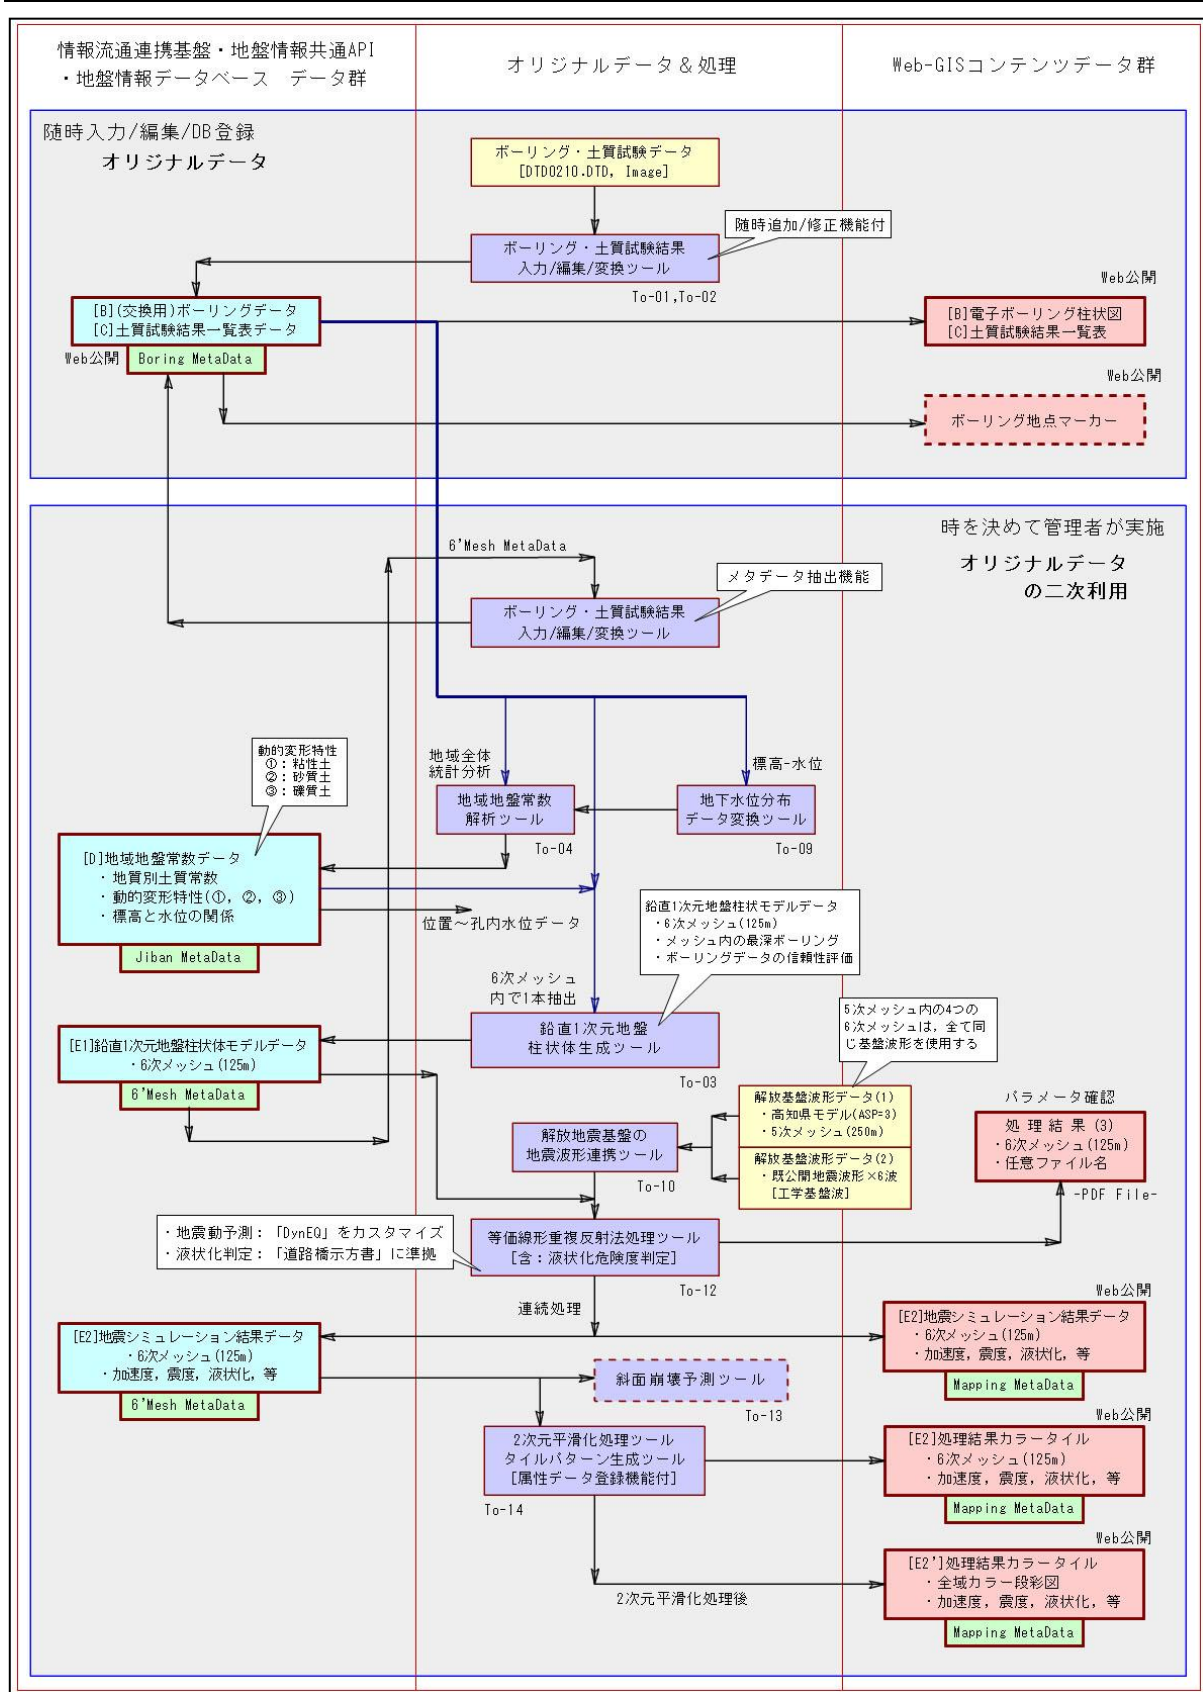 情報流通連携基盤・地盤情報共通API
・地盤情報データベース　データ群
オリジナルデータ＆処理
Web-GISコンテンツデータ群
随時入力/編集/DB登録
オリジナルデータ
ボーリング・土質試験データ
[DTD0210.DTD, Image]
随時追加/修正機能付
ボーリング・土質試験結果
入力/編集/変換ツール
To-01,To-02
[B](交換用)ボーリングデータ
[C]土質試験結果一覧表データ
Web公開
Boring MetaData
Web公開
[B]電子ボーリング柱状図
[C]土質試験結果一覧表
Web公開
ボーリング地点マーカー
時を決めて管理者が実施
オリジナルデータ
の二次利用
6'Mesh MetaData
メタデータ抽出機能
ボーリング・土質試験結果
入力/編集/変換ツール
動的変形特性
①：粘性土
②：砂質土
③：礫質土
地域全体
統計分析
標高-水位
地域地盤常数
解析ツール
To-04
地下水位分布
データ変換ツール
To-09
[D]地域地盤常数データ
・地質別土質常数
・動的変形特性(①, ②, ③)
・標高と水位の関係
Jiban MetaData
位置～孔内水位データ
鉛直1次元地盤柱状モデルデータ
・6次メッシュ(125m)
・メッシュ内の最深ボーリング
・ボーリングデータの信頼性評価
6次メッシュ
内で1本抽出
鉛直1次元地盤
柱状体生成ツール
To-03
5次メッシュ内の4つの
6次メッシュは，全て同
じ基盤波形を使用する
[E1]鉛直1次元地盤柱状体モデルデータ
・6次メッシュ(125m)
6'Mesh MetaData
解放基盤波形データ(1)
・高知県モデル(ASP=3)
・5次メッシュ(250m)
解放基盤波形データ(2)
・既公開地震波形×6波
[工学基盤波]
解放地震基盤の
地震波形連携ツール
To-10
パラメータ確認
処理結果(3)
・6次メッシュ(125m)
・任意ファイル名
-PDF File-
・地震動予測：「DynEQ」をカスタマイズ
・液状化判定：「道路橋示方書」に準拠
等価線形重複反射法処理ツール
[含：液状化危険度判定]
To-12
連続処理
[E2]地震シミュレーション結果データ
・6次メッシュ(125m)
・加速度，震度，液状化，等
6'Mesh MetaData
Web公開
[E2]地震シミュレーション結果データ
・6次メッシュ(125m)
・加速度，震度，液状化，等
Mapping MetaData
斜面崩壊予測ツール
To-13
2次元平滑化処理ツール
タイルパターン生成ツール
[属性データ登録機能付]
To-14
Web公開
[E2]処理結果カラータイル
・6次メッシュ(125m)
・加速度，震度，液状化，等
Mapping MetaData
2次元平滑化処理後
Web公開
[E2']処理結果カラータイル
・全域カラー段彩図
・加速度，震度，液状化，等
Mapping MetaData